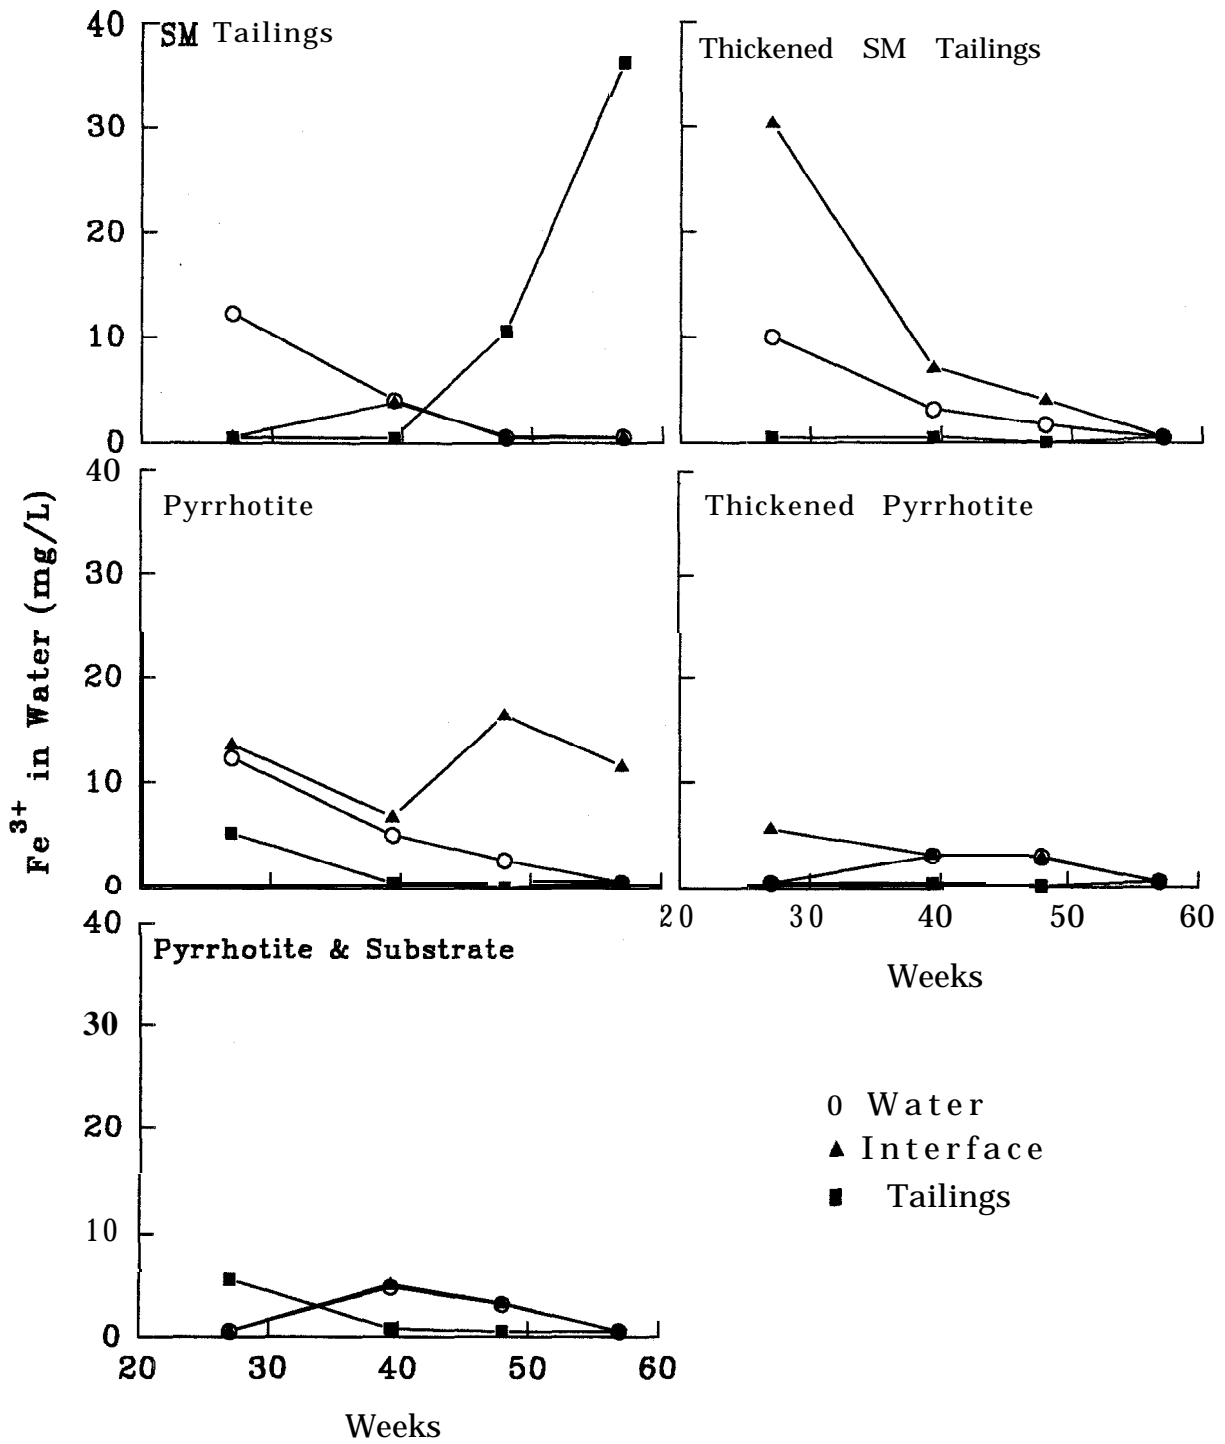 40
SM Tailings
30
20
10
0
Thickened SM Tailings
Fe3+ in Water (mg/L)
40
Pyrrhotite
30
20
10
0
Thickened Pyrrhotite
20 30 40 50 60
Weeks
40
Pyrrhotite & Substrate
30
20
10
0
20 30 40 50 60
Weeks
0 Water
▲ Interface
■ Tailings